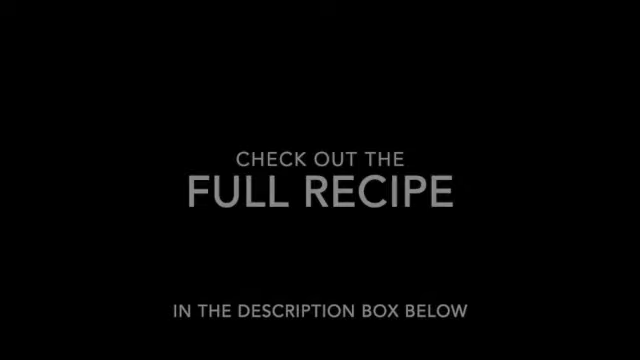 CHECK OUT THE
FULL RECIPE
IN THE DESCRIPTION BOX BELOW